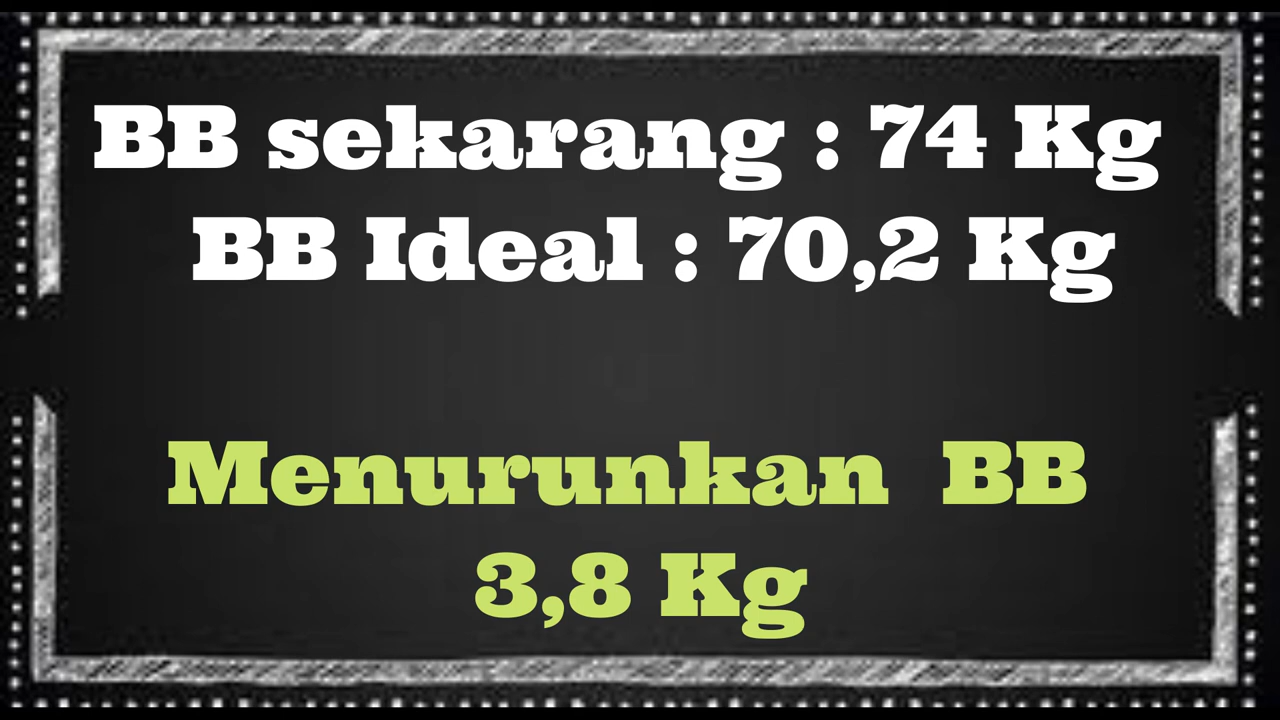 BB sekarang : 74 Kg
BB Ideal : 70,2 Kg
Menurunkan BB
3,8 Kg